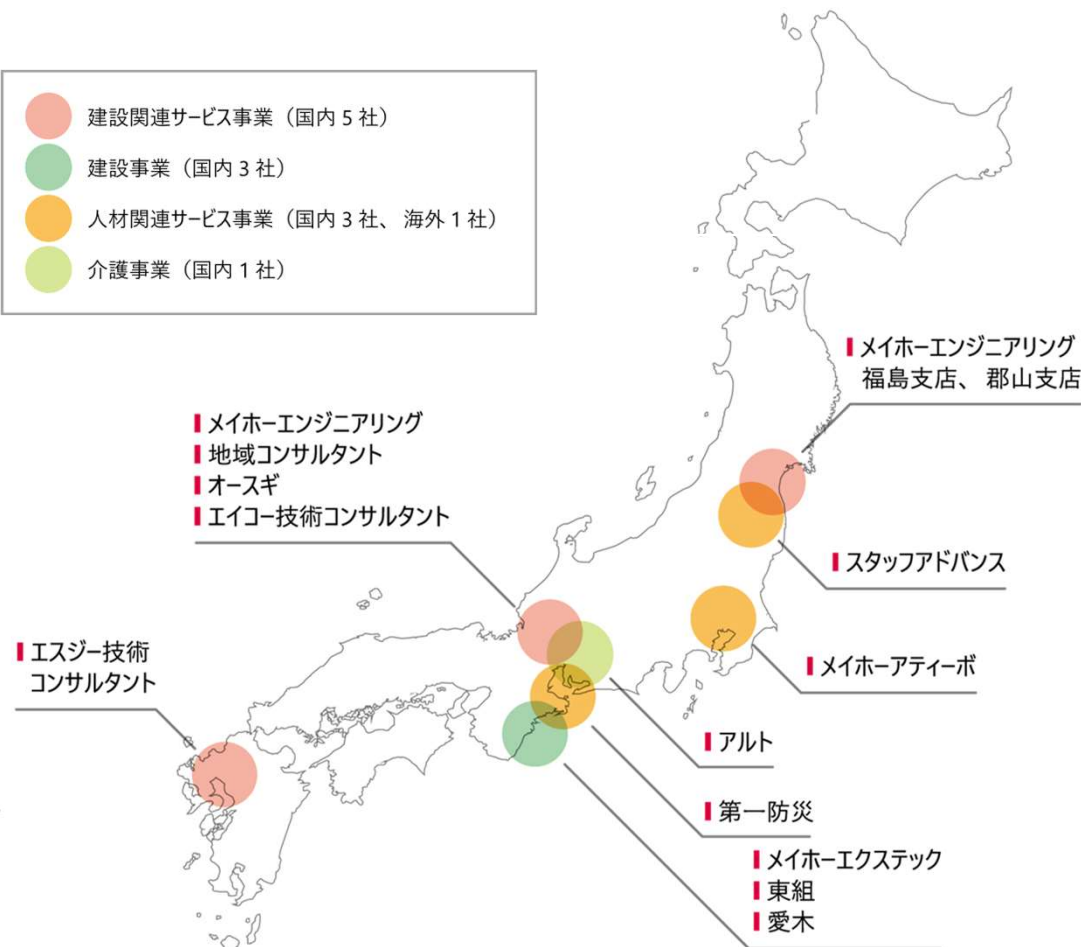 建設関連サービス事業（国内 5 社）
建設事業（国内 3 社）
人材関連サービス事業（国内 3 社、 海外 1 社）
介護事業（国内 1 社）
メイホーエンジニアリング
福島支店、 郡山支店
メイホーエンジニアリング
地域コンサルタント
オースギ
エイコー技術コンサルタント
スタッフアドバンス
エスジー技術
コンサルタント
メイホーアティーボ
アルト
第一防災
メイホーエクステック
東組
愛木